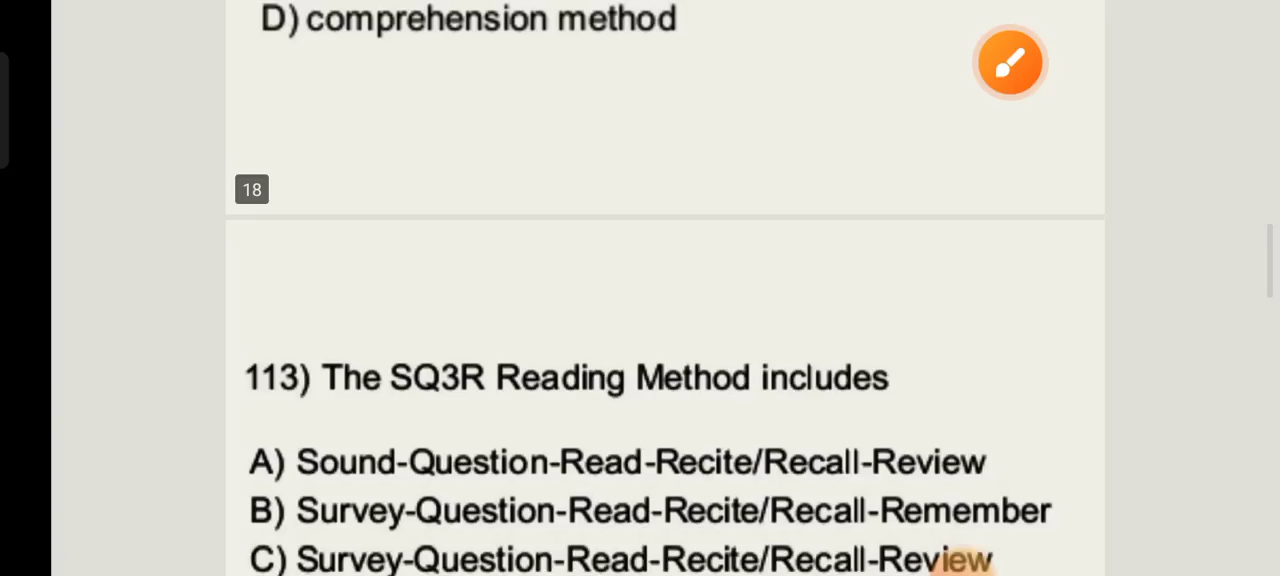 D) comprehension method
18
113) The SQ3R Reading Method includes
A) Sound-Question-Read-Recite/Recall-Review
B) Survey-Question-Read-Recite/Recall-Remember
C) Survey-Question-Read-Recite/Recall-Review